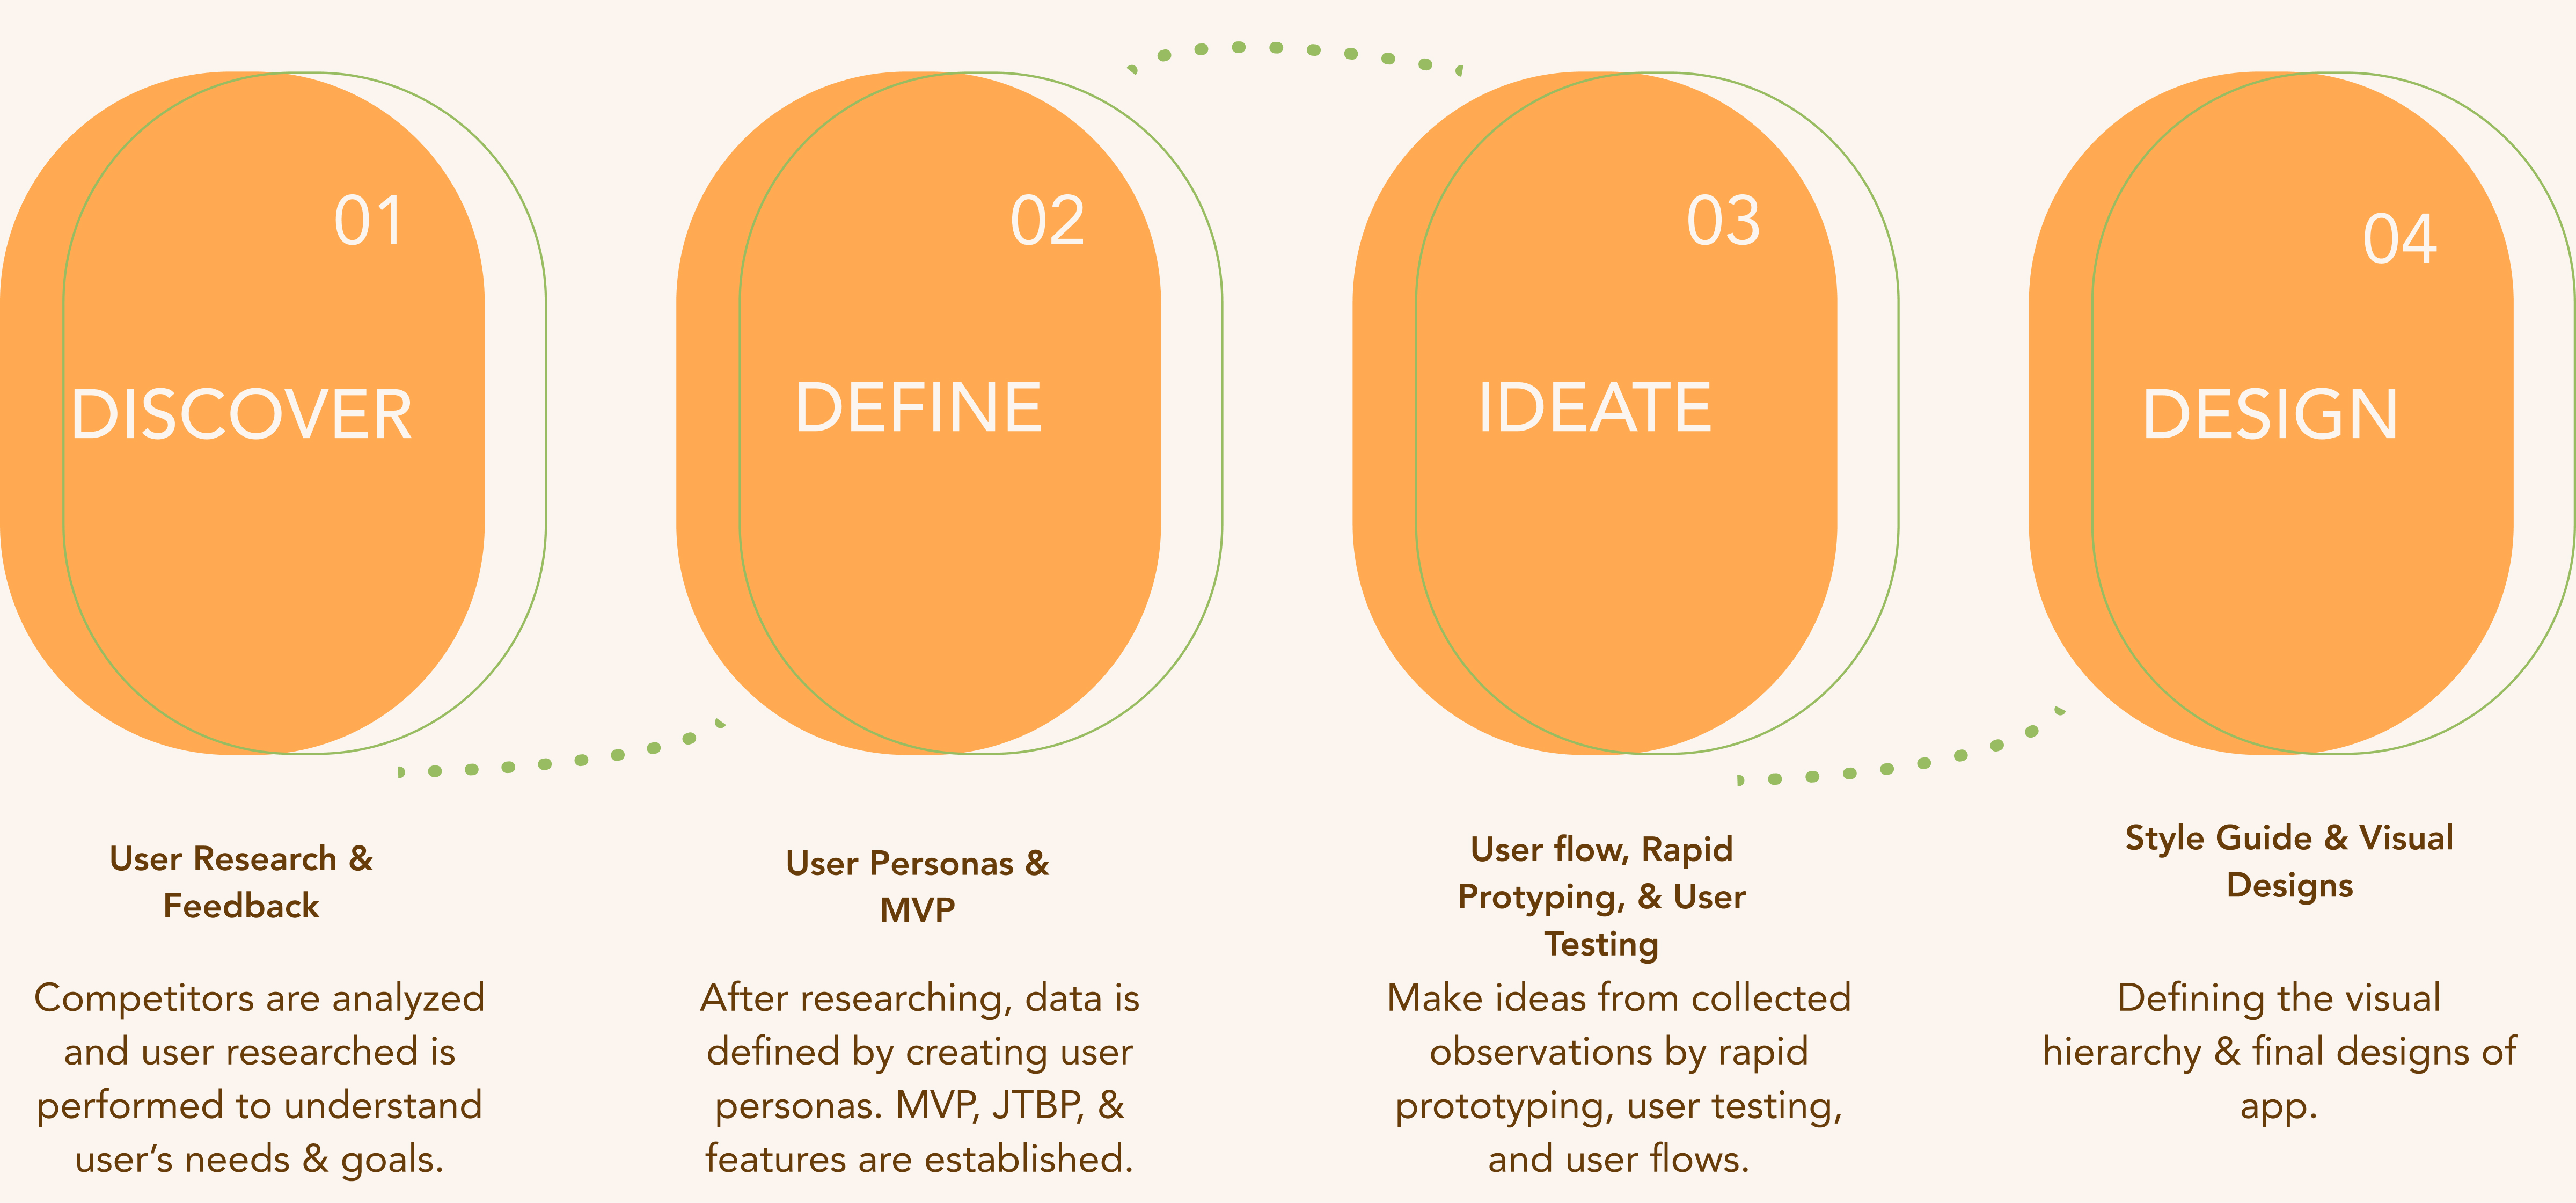 01
DISCOVER
User Research &
Feedback
Competitors are analyzed
and user researched is
performed to understand
user’s needs & goals.
02
DEFINE
User Personas &
MVP
After researching, data is
defined by creating user
personas. MVP, JTBP, &
features are established.
03
IDEATE
User flow, Rapid
Protyping, & User
Testing
Make ideas from collected
observations by rapid
prototyping, user testing,
and user flows.
04
DESIGN
Style Guide & Visual
Designs
Defining the visual
hierarchy & final designs of
app.